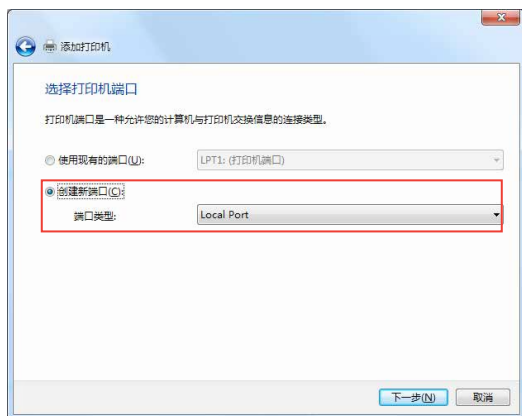 添加打印机
选择打印机端口
打印机端口是一种允许您的计算机与打印机交换信息的连接类型。
使用现有的端口(U): LPT1: (打印机端口)
创建新端口(C):
端口类型: Local Port
下一步(N) 取消